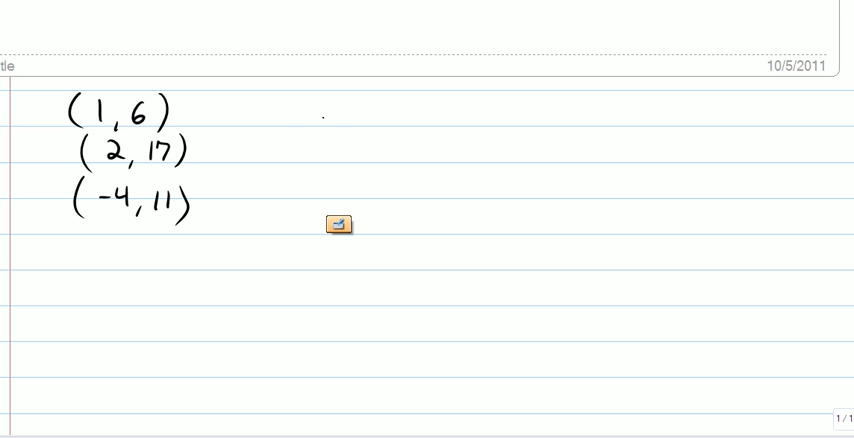 tle
10/5/2011
(1, 6)
(2, 17)
(-4, 11)
1 / 1